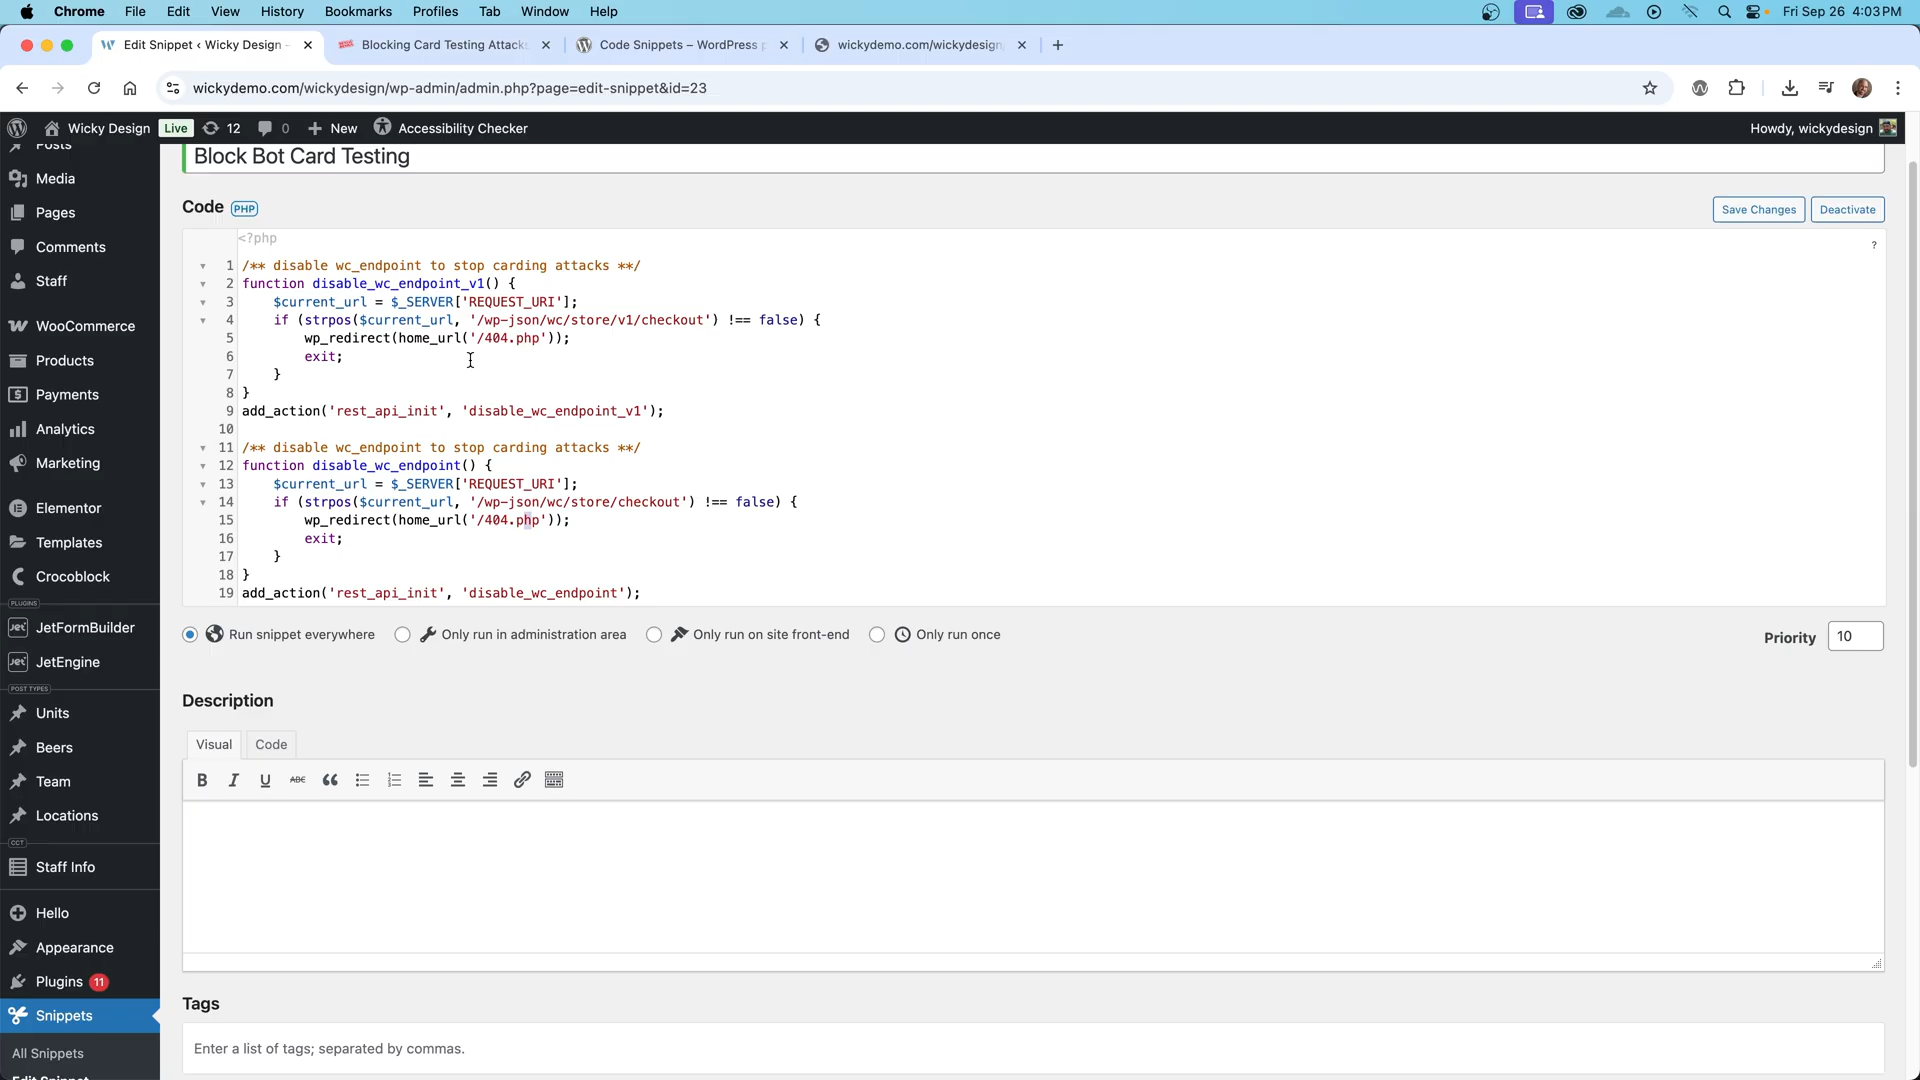 Chrome File Edit View History Bookmarks Profiles Tab Window Help
Fri Sep 26 4:03 PM
Edit Snippet ‹ Wicky Design –
Blocking Card Testing Attacks
Code Snippets – WordPress p
wickydemo.com/wickydesign
wickydemo.com/wickydesign/wp-admin/admin.php?page=edit-snippet&id=23
Wicky Design Live 12 0 New Accessibility Checker
Howdy, wickydesign
Posts
Media
Pages
Comments
Staff
WooCommerce
Products
Payments
Analytics
Marketing
Elementor
Templates
Crocoblock
PLUGINS
JetFormBuilder
JetEngine
POST TYPES
Units
Beers
Team
Locations
CCT
Staff Info
Hello
Appearance
Plugins 11
Snippets
All Snippets
Edit Snippet
Block Bot Card Testing
Code PHP
Save Changes
Deactivate
<?php
?
1 /** disable wc_endpoint to stop carding attacks **/
2 function disable_wc_endpoint_v1() {
3 $current_url = $_SERVER['REQUEST_URI'];
4 if (strpos($current_url, '/wp-json/wc/store/v1/checkout') !== false) {
5 wp_redirect(home_url('/404.php'));
6 exit;
7 }
8 }
9 add_action('rest_api_init', 'disable_wc_endpoint_v1');
10
11 /** disable wc_endpoint to stop carding attacks **/
12 function disable_wc_endpoint() {
13 $current_url = $_SERVER['REQUEST_URI'];
14 if (strpos($current_url, '/wp-json/wc/store/checkout') !== false) {
15 wp_redirect(home_url('/404.php'));
16 exit;
17 }
18 }
19 add_action('rest_api_init', 'disable_wc_endpoint');
Run snippet everywhere Only run in administration area Only run on site front-end Only run once
Priority 10
Description
Visual Code
B I U ABC
Tags
Enter a list of tags; separated by commas.